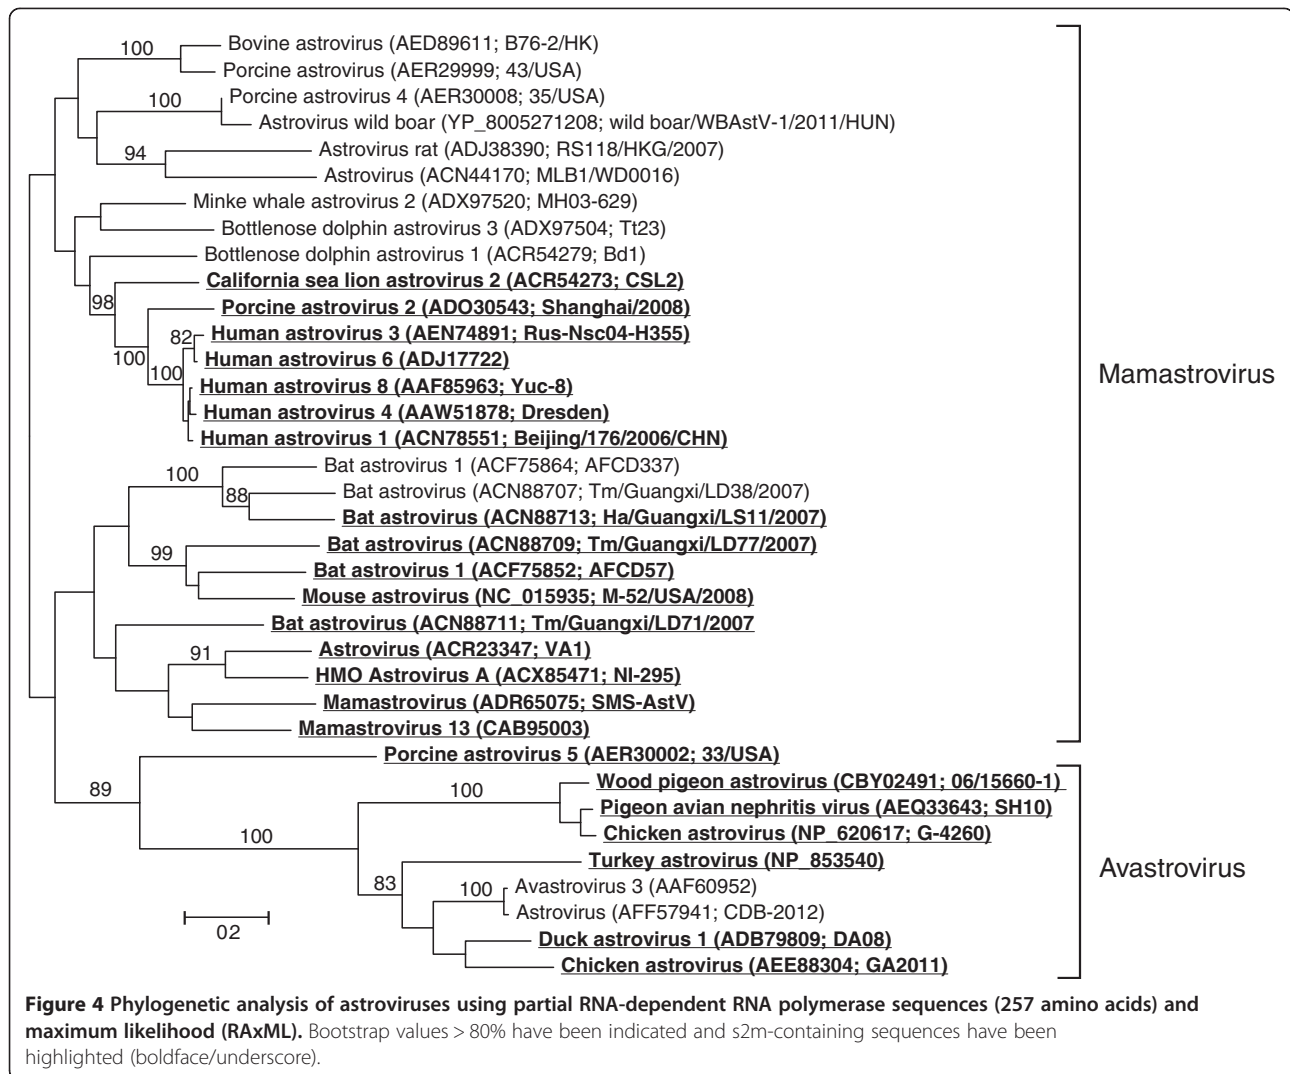 100
Bovine astrovirus (AED89611; B76-2/HK)
Porcine astrovirus (AER29999; 43/USA)
100
Porcine astrovirus 4 (AER30008; 35/USA)
Astrovirus wild boar (YP_8005271208; wild boar/WBAstV-1/2011/HUN)
94
Astrovirus rat (ADJ38390; RS118/HKG/2007)
Astrovirus (ACN44170; MLB1/WD0016)
Minke whale astrovirus 2 (ADX97520; MH03-629)
Bottlenose dolphin astrovirus 3 (ADX97504; Tt23)
Bottlenose dolphin astrovirus 1 (ACR54279; Bd1)
98
California sea lion astrovirus 2 (ACR54273; CSL2)
100
Porcine astrovirus 2 (ADO30543; Shanghai/2008)
82
Human astrovirus 3 (AEN74891; Rus-Nsc04-H355)
Human astrovirus 6 (ADJ17722)
100
Human astrovirus 8 (AAF85963; Yuc-8)
Human astrovirus 4 (AAW51878; Dresden)
Human astrovirus 1 (ACN78551; Beijing/176/2006/CHN)
Mamastrovirus
100
Bat astrovirus 1 (ACF75864; AFCD337)
88
Bat astrovirus (ACN88707; Tm/Guangxi/LD38/2007)
Bat astrovirus (ACN88713; Ha/Guangxi/LS11/2007)
99
Bat astrovirus (ACN88709; Tm/Guangxi/LD77/2007)
Bat astrovirus 1 (ACF75852; AFCD57)
Mouse astrovirus (NC_015935; M-52/USA/2008)
Bat astrovirus (ACN88711; Tm/Guangxi/LD71/2007
91
Astrovirus (ACR23347; VA1)
HMO Astrovirus A (ACX85471; NI-295)
Mamastrovirus (ADR65075; SMS-AstV)
Mamastrovirus 13 (CAB95003)
89
Porcine astrovirus 5 (AER30002; 33/USA)
100
100
Wood pigeon astrovirus (CBY02491; 06/15660-1)
Pigeon avian nephritis virus (AEQ33643; SH10)
Chicken astrovirus (NP_620617; G-4260)
83
Turkey astrovirus (NP_853540)
100
Avastrovirus 3 (AAF60952)
Astrovirus (AFF57941; CDB-2012)
Duck astrovirus 1 (ADB79809; DA08)
Chicken astrovirus (AEE88304; GA2011)
Avastrovirus
02
Figure 4 Phylogenetic analysis of astroviruses using partial RNA-dependent RNA polymerase sequences (257 amino acids) and
maximum likelihood (RAxML). Bootstrap values > 80% have been indicated and s2m-containing sequences have been
highlighted (boldface/underscore).